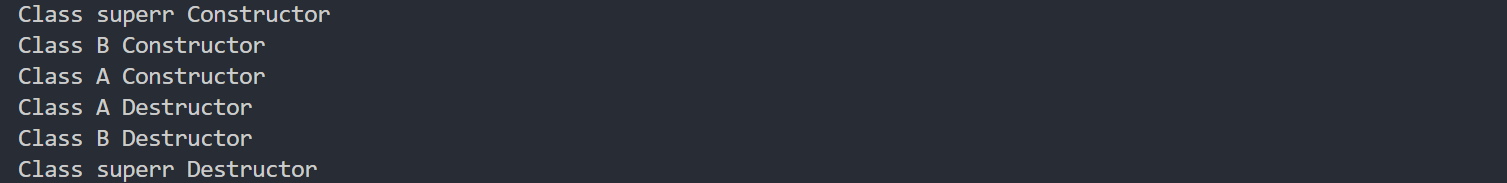 Class superr Constructor
Class B Constructor
Class A Constructor
Class A Destructor
Class B Destructor
Class superr Destructor